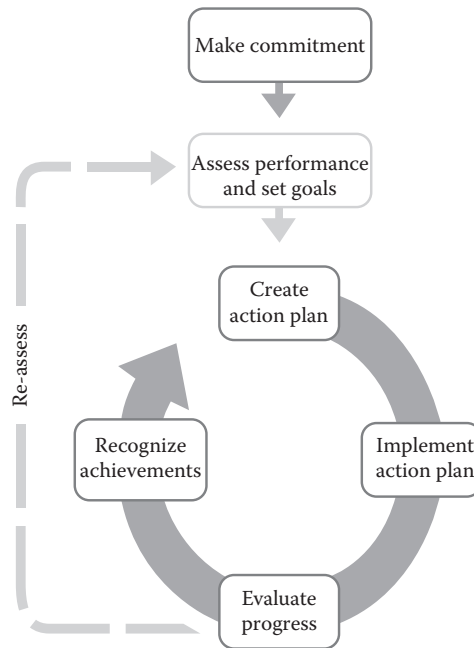 Make commitment
Assess performance
and set goals
Create
action plan
Re-assess
Recognize
achievements
Implement
action plan
Evaluate
progress